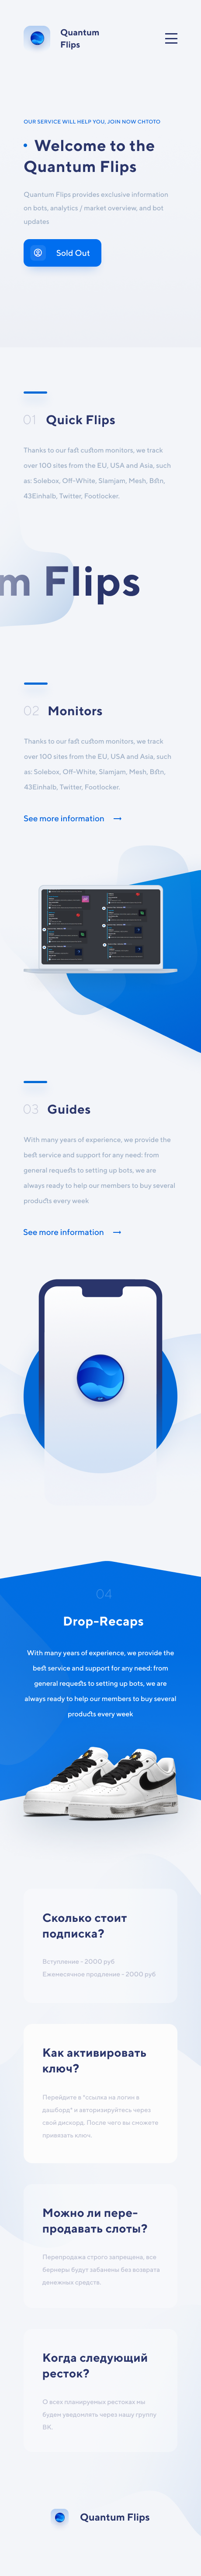 Quantum
Flips
OUR SERVICE WILL HELP YOU, JOIN NOW CHTOTO
Welcome to the
Quantum Flips
Quantum Flips provides exclusive information
on bots, analytics / market overview, and bot
updates
Sold Out
01 Quick Flips
Thanks to our fast custom monitors, we track
over 100 sites from the EU, USA and Asia, such
as: Solebox, Off-White, Slamjam, Mesh, Bstn,
43Einhalb, Twitter, Footlocker.
m Flips
02 Monitors
Thanks to our fast custom monitors, we track
over 100 sites from the EU, USA and Asia, such
as: Solebox, Off-White, Slamjam, Mesh, Bstn,
43Einhalb, Twitter, Footlocker.
See more information →
03 Guides
With many years of experience, we provide the
best service and support for any need: from
general requests to setting up bots, we are
always ready to help our members to buy several
products every week
See more information →
04
Drop-Recaps
With many years of experience, we provide the
best service and support for any need: from
general requests to setting up bots, we are
always ready to help our members to buy several
products every week
Сколько стоит
подписка?
Вступление - 2000 руб
Ежемесячное продление - 2000 руб
Как активировать
ключ?
Перейдите в "ссылка на логин в
дашборд" и авторизируйтесь через
свой дискорд. После чего вы сможете
привязать ключ.
Можно ли пере-
продавать слоты?
Перепродажа строго запрещена, все
бернеры будут забанены без возврата
денежных средств.
Когда следующий
ресток?
О всех планируемых рестоках мы
будем уведомлять через нашу группу
ВК.
Quantum Flips